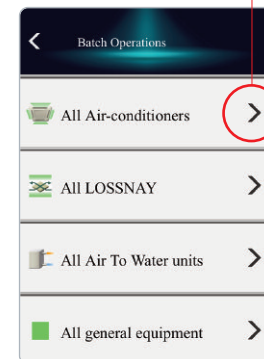 Batch Operations
All Air-conditioners
All LOSSNAY
All Air To Water units
All general equipment